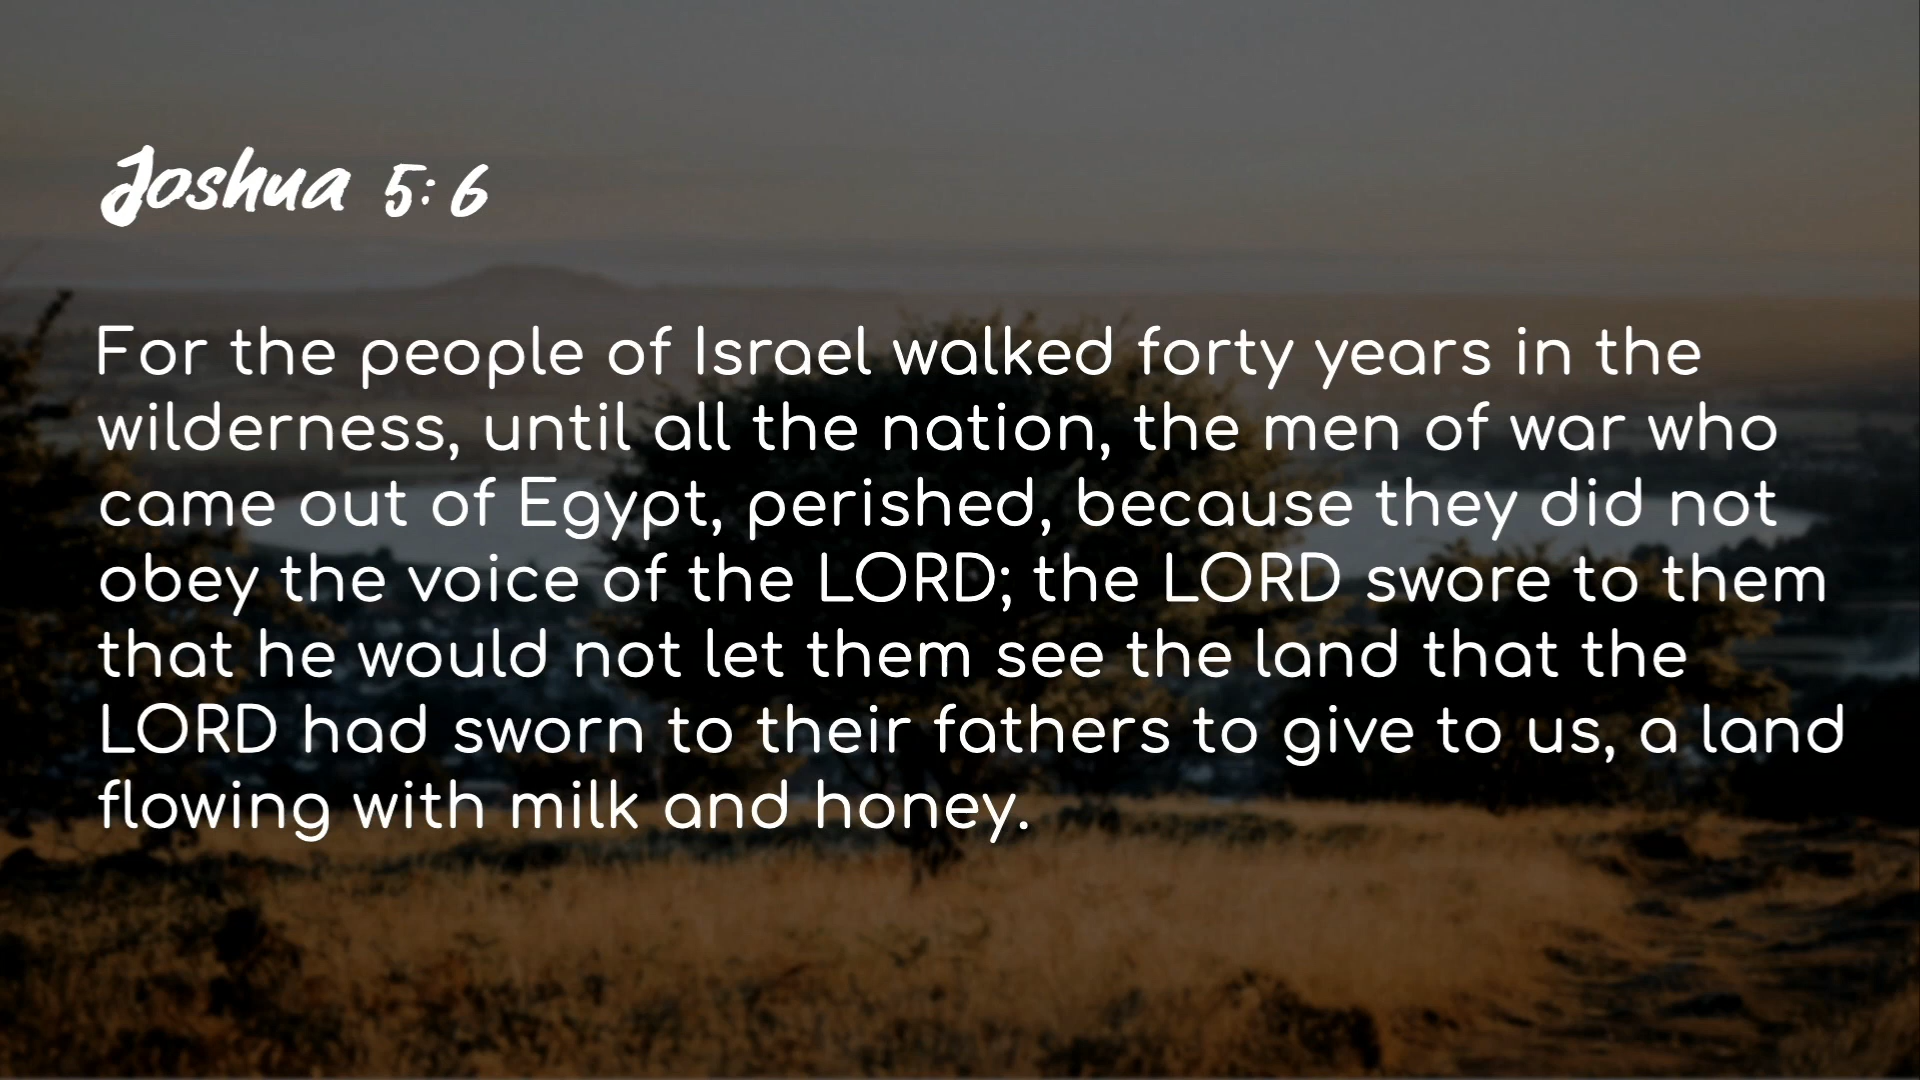 Joshua 5: 6
For the people of Israel walked forty years in the
wilderness, until all the nation, the men of war who
came out of Egypt, perished, because they did not
obey the voice of the LORD; the LORD swore to them
that he would not let them see the land that the
LORD had sworn to their fathers to give to us, a land
flowing with milk and honey.